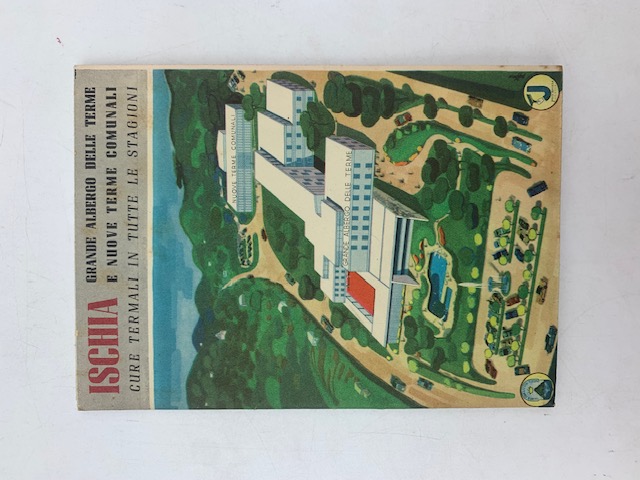 ISCHIA GRANDE ALBERGO DELLE TERME
E NUOVE TERME COMUNALI
CURE TERMALI IN TUTTE LE STAGIONI
NUOVE TERME COMUNALI
GRANDE ALBERGO DELLE TERME